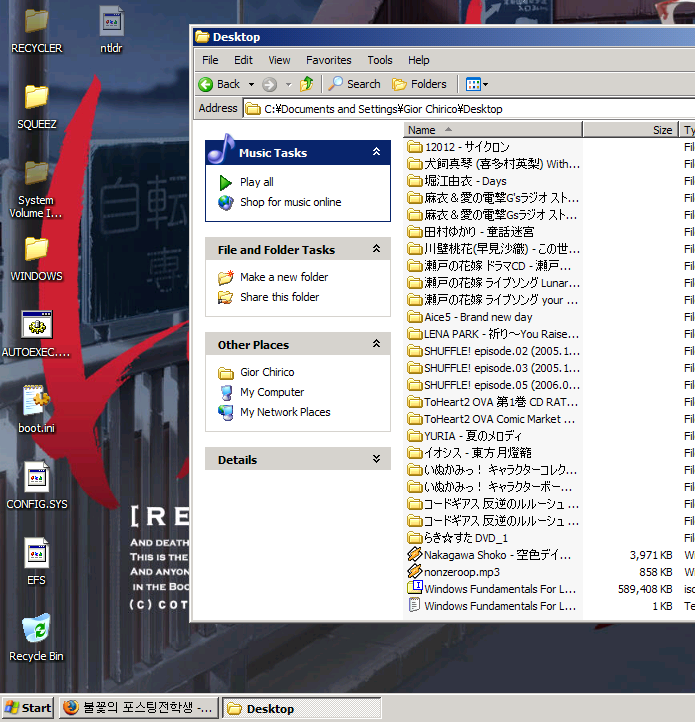 RECYCLER
ntldr
SQUEEZ
System
Volume I...
WINDOWS
AUTOEXEC....
boot.ini
CONFIG.SYS
EFS
Recycle Bin
自転
専
[RE
AND DEATH
THIS IS THE
AND ANYON
IN THE BOO
(C) COT
Desktop
File Edit View Favorites Tools Help
Back Search Folders
Address C:¥Documents and Settings¥Gior Chirico¥Desktop
Music Tasks
Play all
Shop for music online
File and Folder Tasks
Make a new folder
Share this folder
Other Places
Gior Chirico
My Computer
My Network Places
Details
Name Size Ty
12012 - サイクロン Fil
犬飼真琴 (喜多村英梨) With... Fil
堀江由衣 - Days Fil
麻衣＆愛の電撃G'sラジオ スト... Fil
麻衣＆愛の電撃Gsラジオ スト... Fil
田村ゆかり - 童話迷宮 Fil
川壁桃花(早見沙織) - この世... Fil
瀬戸の花嫁 ドラマCD - 瀬戸... Fil
瀬戸の花嫁 ライブソング Lunar... Fil
瀬戸の花嫁 ライブソング your ... Fil
Aice5 - Brand new day Fil
LENA PARK - 祈り～You Raise... Fil
SHUFFLE! episode.02 (2005.1... Fil
SHUFFLE! episode.03 (2005.1... Fil
SHUFFLE! episode.05 (2006.0... Fil
ToHeart2 OVA 第1巻 CD RAT... Fil
ToHeart2 OVA Comic Market ... Fil
YURIA - 夏のメロディ Fil
イオシス - 東方月燈籠 Fil
いぬかみっ！ キャラクターコレク... Fil
いぬかみっ！ キャラクターボー... Fil
コードギアス 反逆のルルーシュ ... Fil
コードギアス 反逆のルルーシュ ... Fil
らき☆すた DVD_1 Fil
Nakagawa Shoko - 空色デイ... 3,971 KB W
nonzeroop.mp3 858 KB W
Windows Fundamentals For L... 589,408 KB isc
Windows Fundamentals For L... 1 KB Te
Start 불꽃의 포스팅전학생 -... Desktop